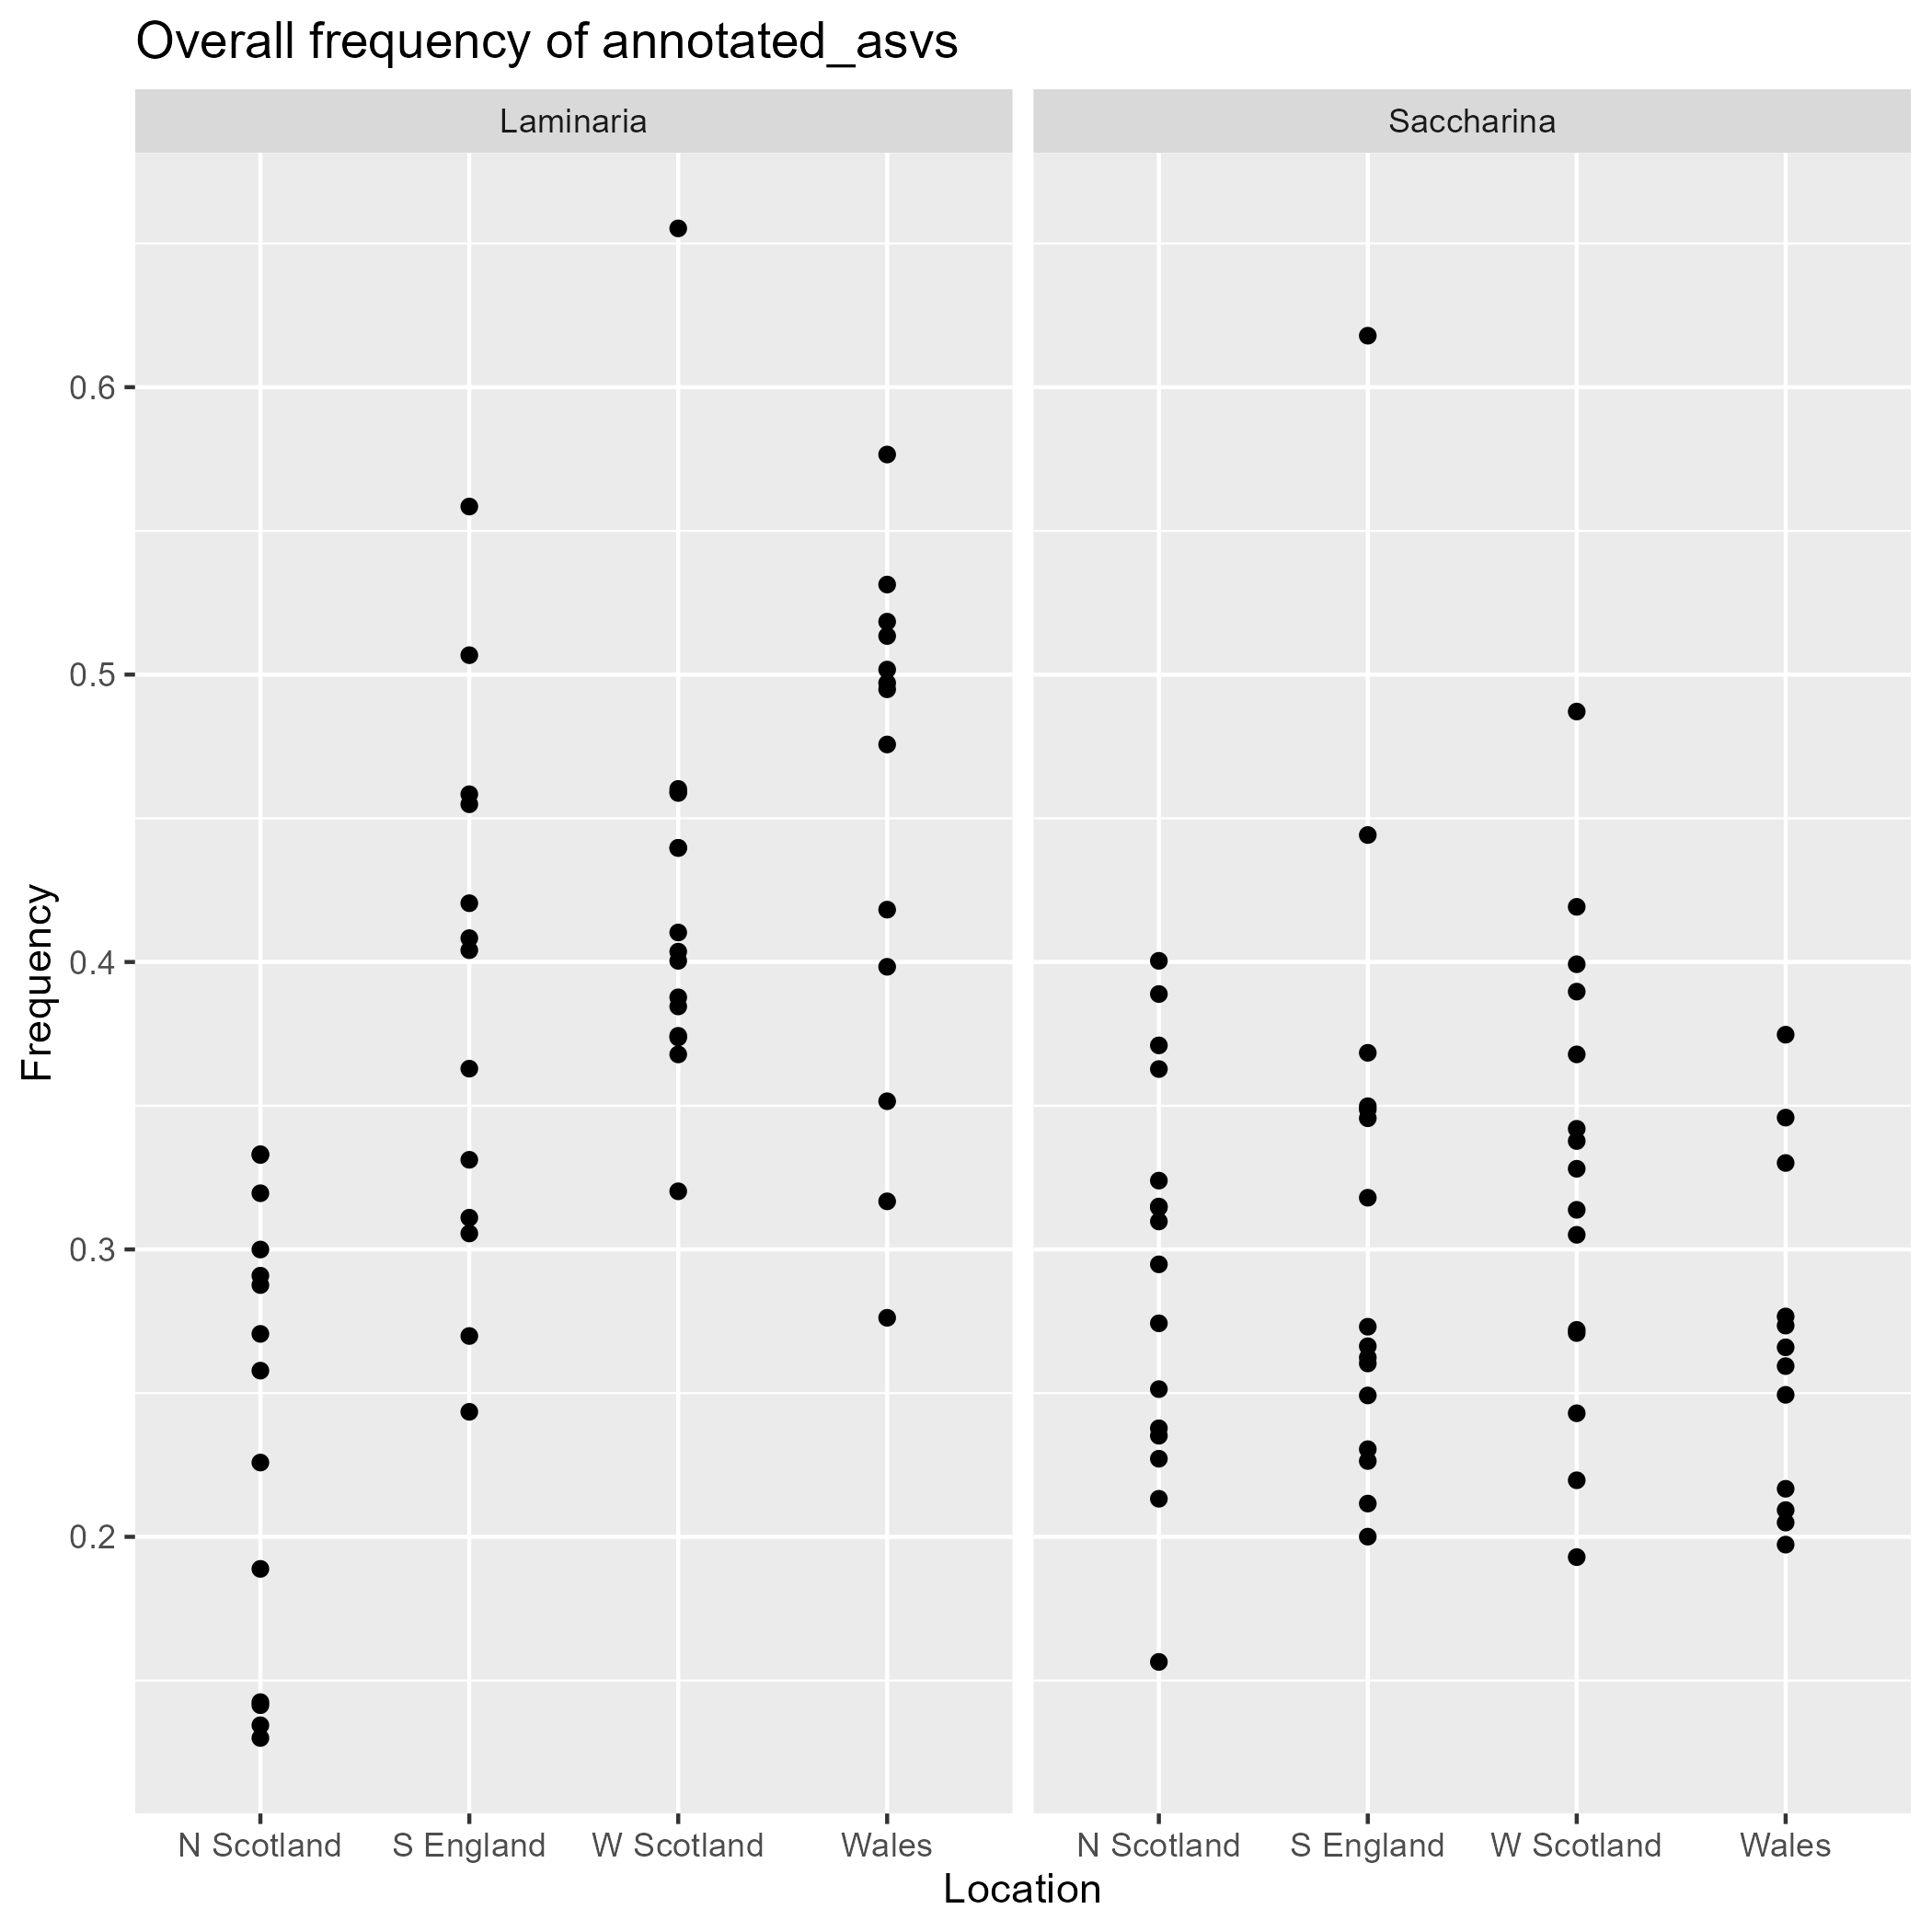 Overall frequency of annotated_asvs
Laminaria
Saccharina
Frequency
0.6
0.5
0.4
0.3
0.2
N Scotland
S England
W Scotland
Wales
N Scotland
S England
W Scotland
Wales
Location